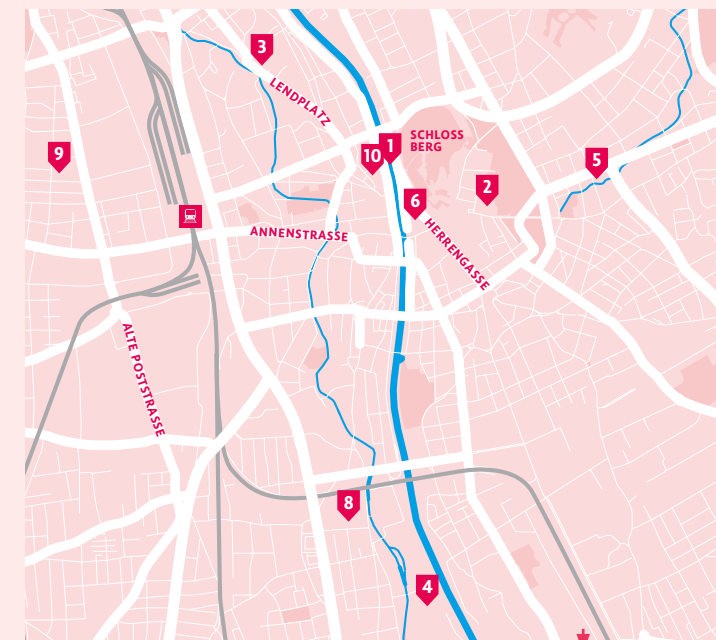 3
LENDPLATZ
9
10
1
SCHLOSS
BERG
5
2
6
ANNENSTRASSE
HERRENGASSE
ALTE POSTSTRASSE
8
4